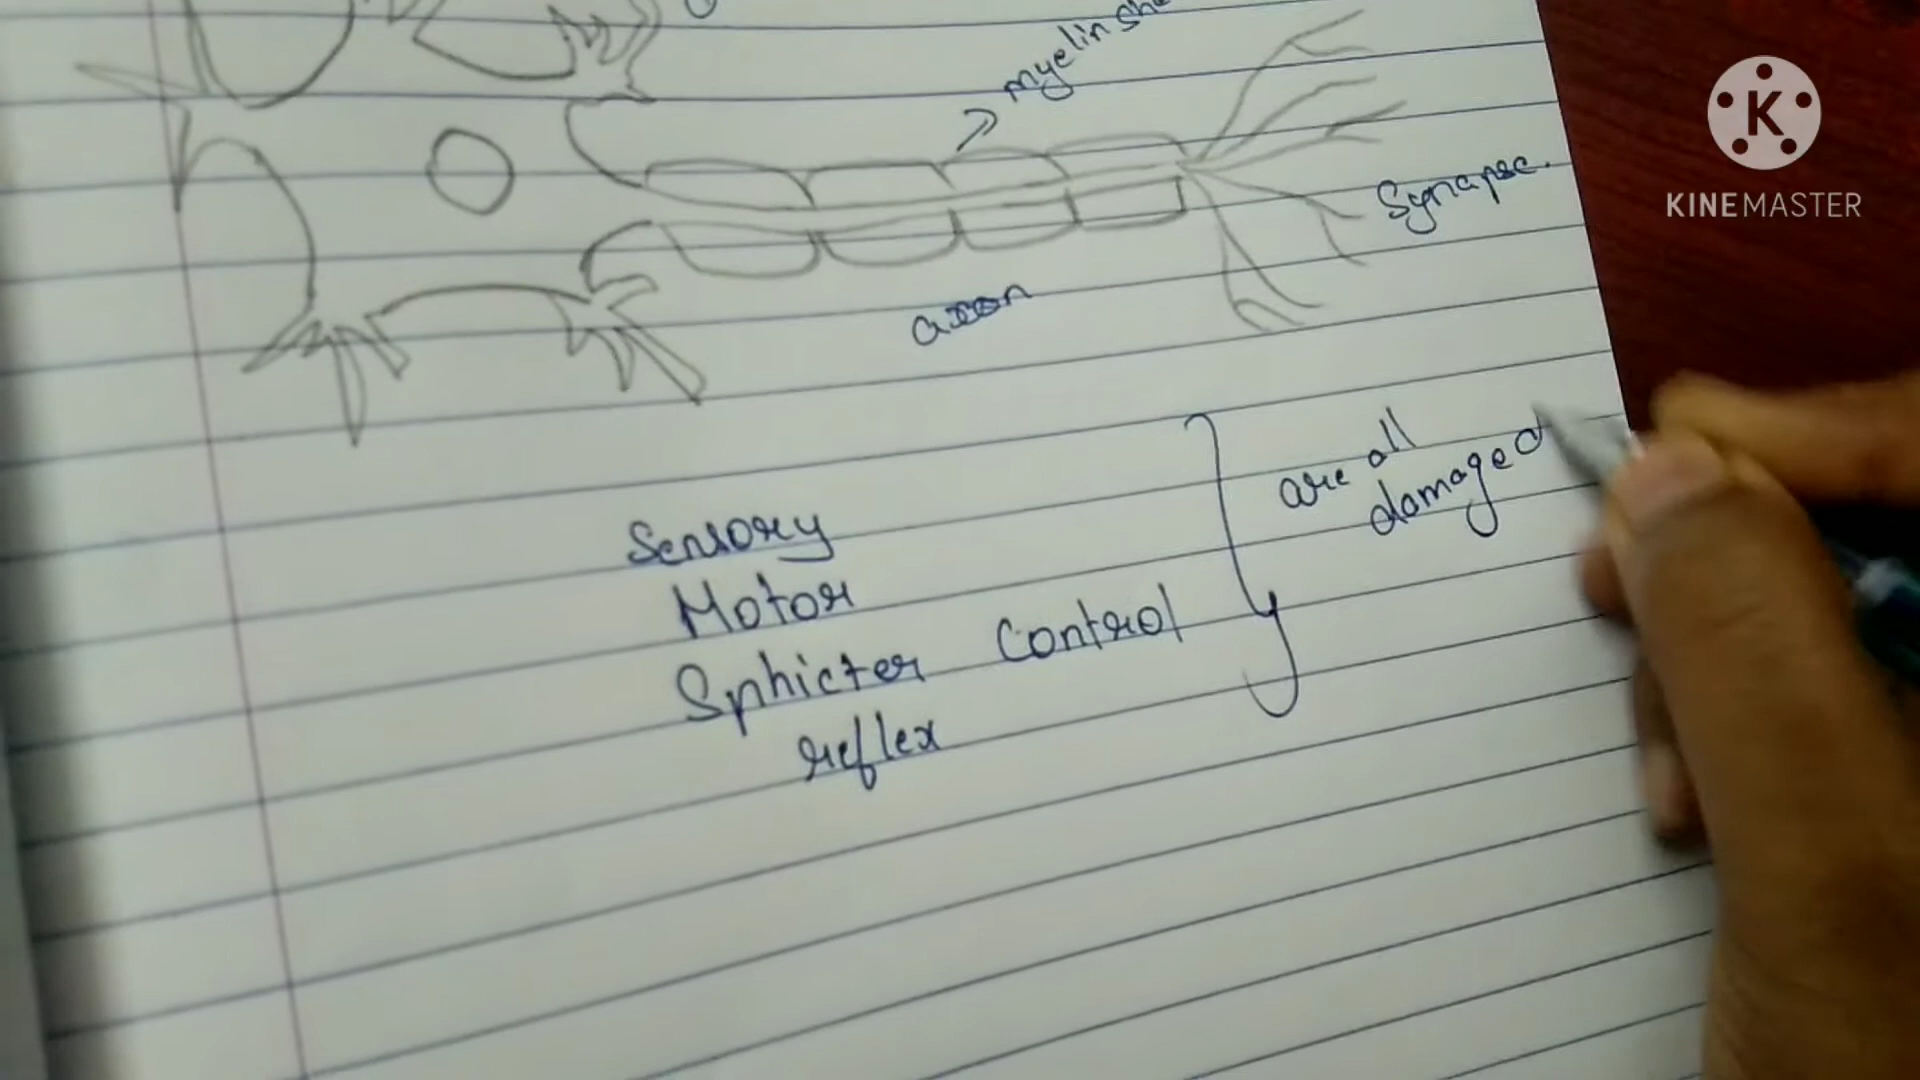 myelin she
Synapse.
axon
Sensory
Motor
Sphicter Control
reflex
are all
damaged
K
KINEMASTER